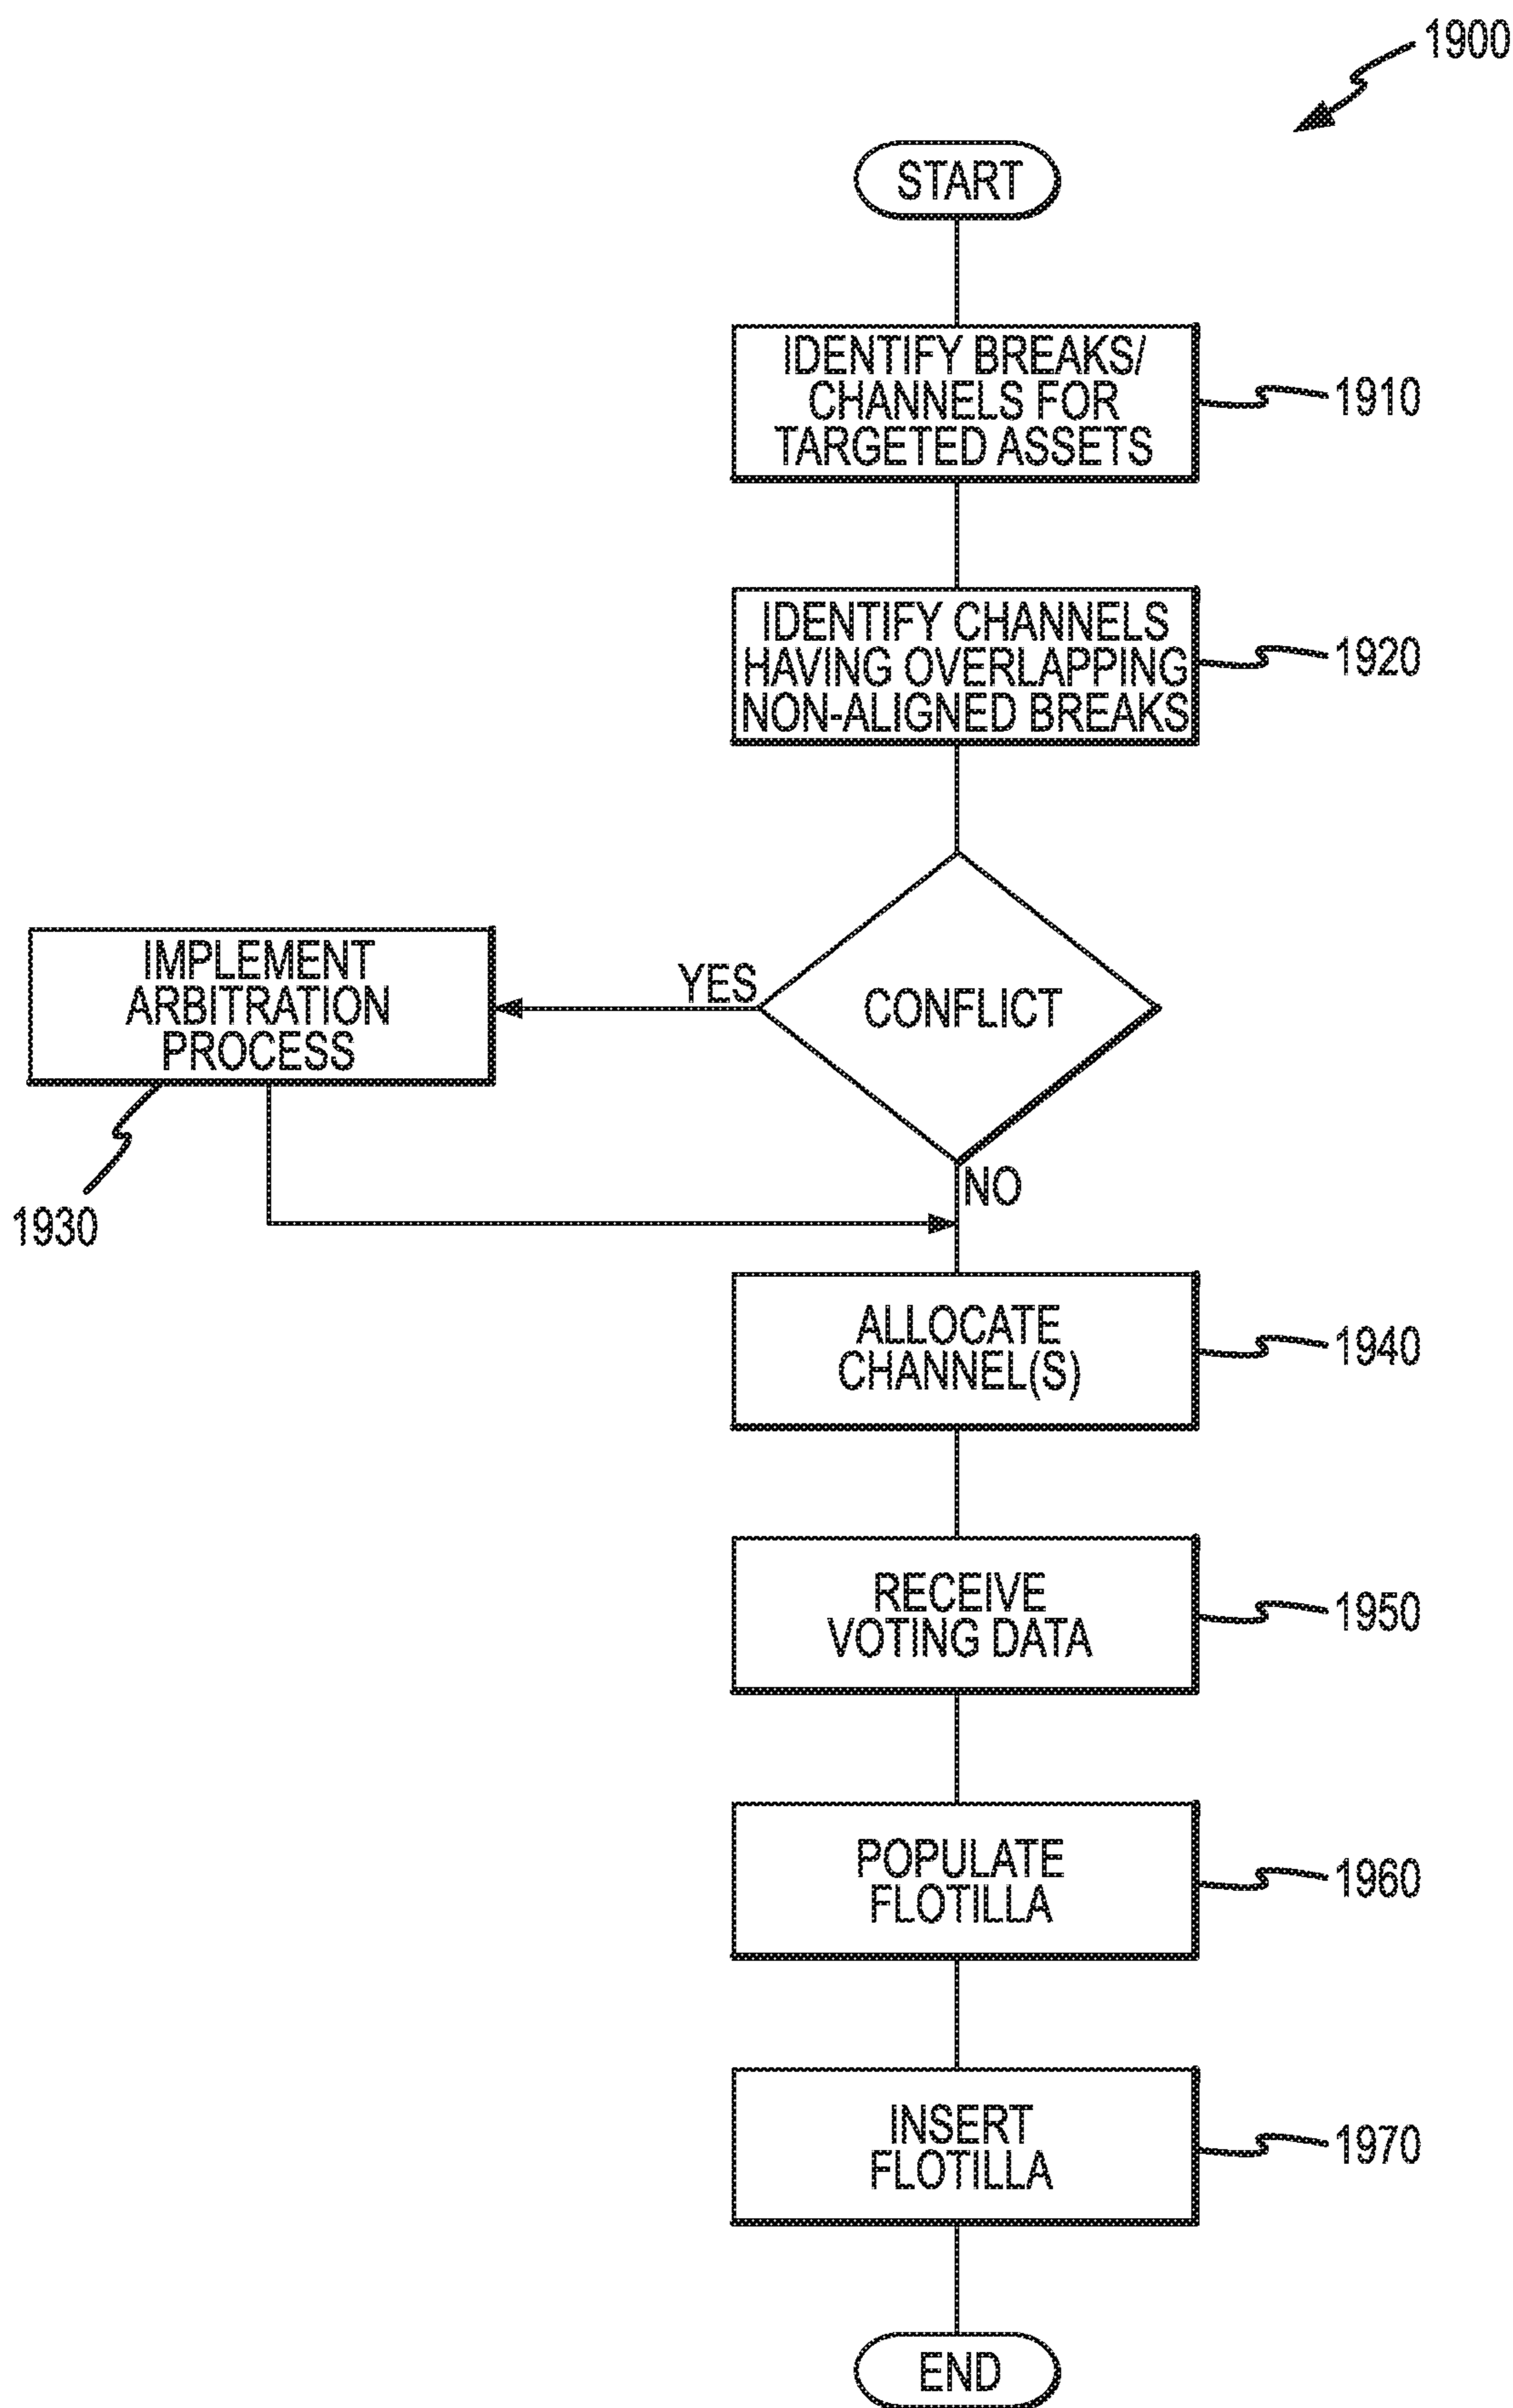 1900
START
IDENTIFY BREAKS/
CHANNELS FOR
TARGETED ASSETS
1910
IDENTIFY CHANNELS
HAVING OVERLAPPING
NON-ALIGNED BREAKS
1920
IMPLEMENT
ARBITRATION
PROCESS
YES
CONFLICT
NO
1930
ALLOCATE
CHANNEL(S)
1940
RECEIVE
VOTING DATA
1950
POPULATE
FLOTILLA
1960
INSERT
FLOTILLA
1970
END